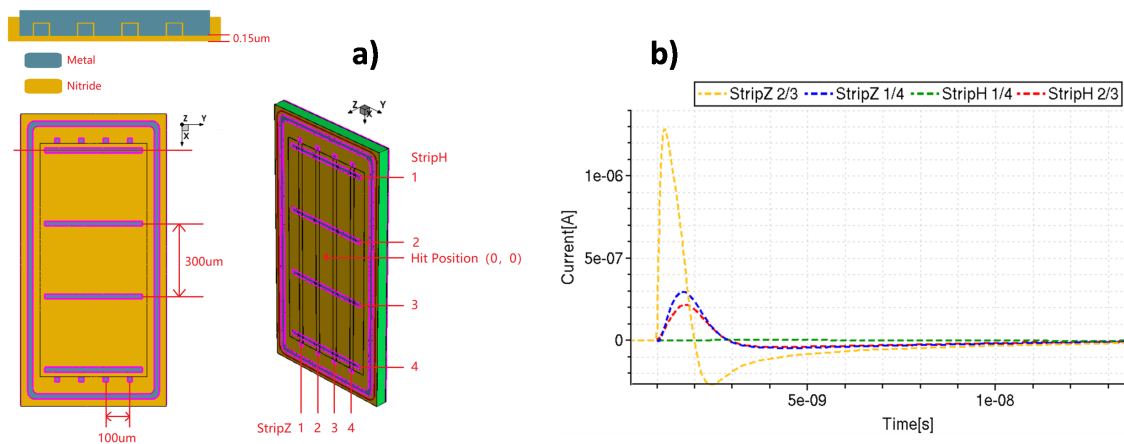 a)
b)
0.15um
Metal
Nitride
Z
Y
X
300um
100um
Z
Y
X
StripH
1
2
Hit Position（0，0）
3
4
StripZ 1 2 3 4
StripZ 2/3 StripZ 1/4 StripH 1/4 StripH 2/3
Current[A]
1e-06
5e-07
0
5e-09
1e-08
Time[s]